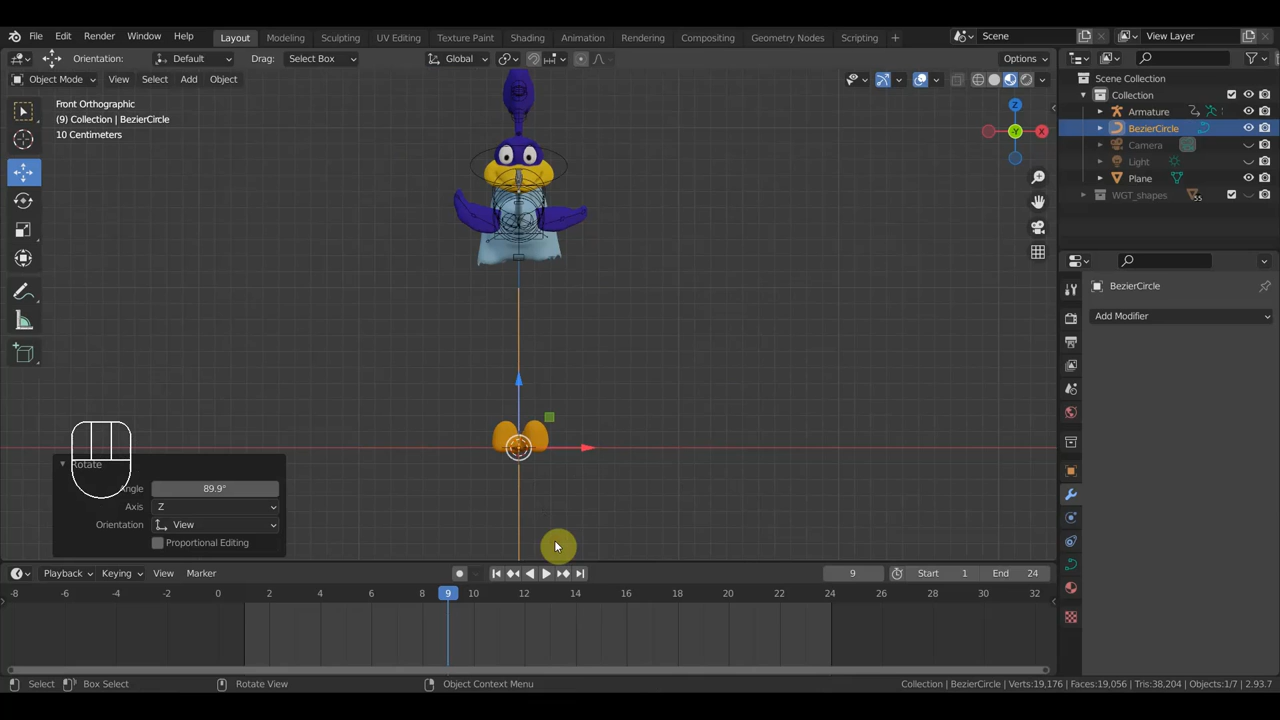 File Edit Render Window Help Layout Modeling Sculpting UV Editing Texture Paint Shading Animation Rendering Compositing Geometry Nodes Scripting + Scene View Layer
Orientation: Default Drag: Select Box Global Options
Object Mode View Select Add Object
Front Orthographic
(9) Collection | BezierCircle
10 Centimeters
Z
-Y
X
Scene Collection
Collection
Armature
BezierCircle
Camera
Light
Plane
WGT_shapes 55
BezierCircle
Add Modifier
Rotate
Angle 89.9°
Axis Z
Orientation View
Proportional Editing
Playback Keying View Marker 9 Start 1 End 24
-8 -6 -4 -2 0 2 4 6 8 9 10 12 14 16 18 20 22 24 26 28 30 32
Select Box Select Rotate View Object Context Menu Collection | BezierCircle | Verts:19,176 | Faces:19,056 | Tris:38,204 | Objects:1/7 | 2.93.7